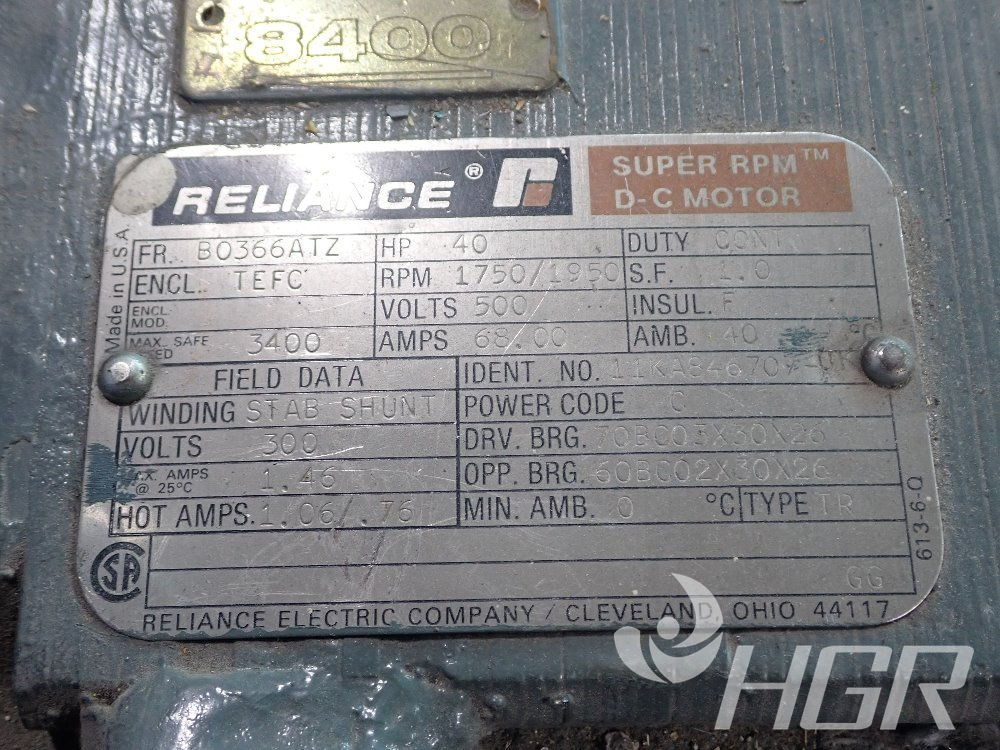 8400
RELIANCE ® R
SUPER RPM™
D-C MOTOR
Made in U.S.A.
FR. B0366ATZ HP 40 DUTY CONT
ENCL. TEFC RPM 1750/1950 S.F. 1.0
ENCL. MOD. VOLTS 500 INSUL. F
MAX. SAFE 3400 AMPS 68.00 AMB. 40 °C
FIELD DATA IDENT. NO.
WINDING STAB SHUNT POWER CODE C
VOLTS 300 DRV. BRG. 70BC03X30X26
AMPS @ 25°C 1.46 OPP. BRG. 60BC02X30X26
HOT AMPS. 1.06/.76 MIN. AMB. 0 °C TYPE TR
613-6-Q
CSA
GG
RELIANCE ELECTRIC COMPANY / CLEVELAND, OHIO 44117
HGR